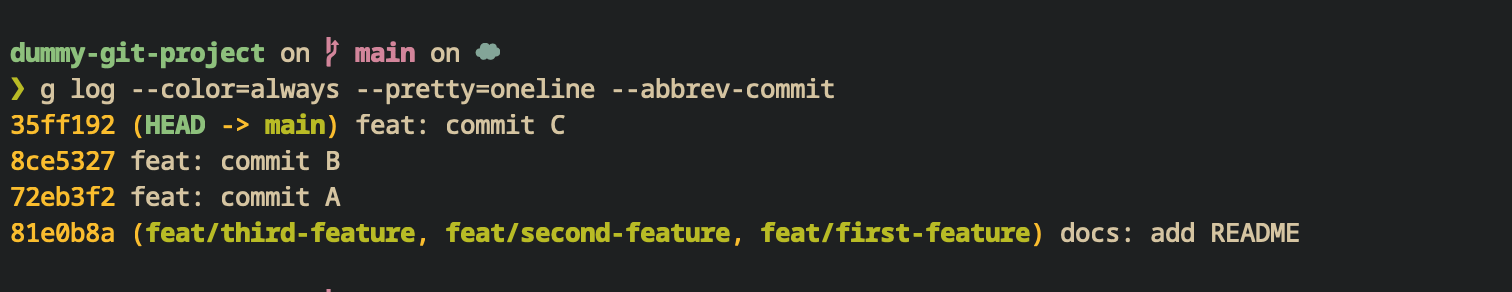 dummy-git-project on main on
❯ g log --color=always --pretty=oneline --abbrev-commit
35ff192 (HEAD -> main) feat: commit C
8ce5327 feat: commit B
72eb3f2 feat: commit A
81e0b8a (feat/third-feature, feat/second-feature, feat/first-feature) docs: add README